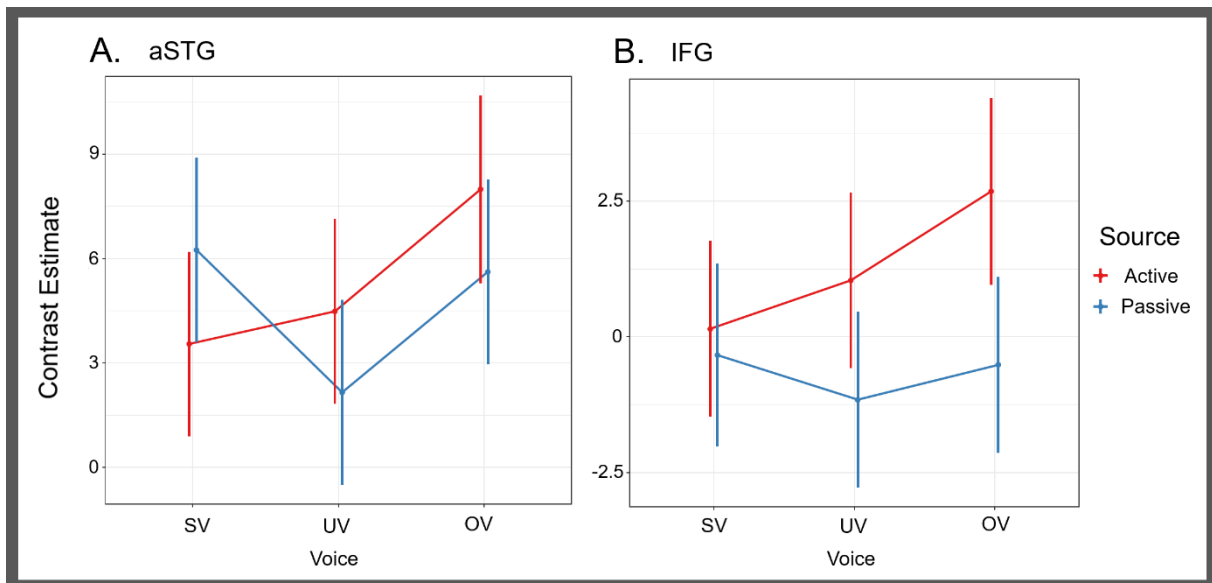 A. aSTG
B. IFG
Contrast Estimate
9
6
3
0
SV UV OV
Voice
2.5
0
-2.5
SV UV OV
Voice
Source
Active
Passive